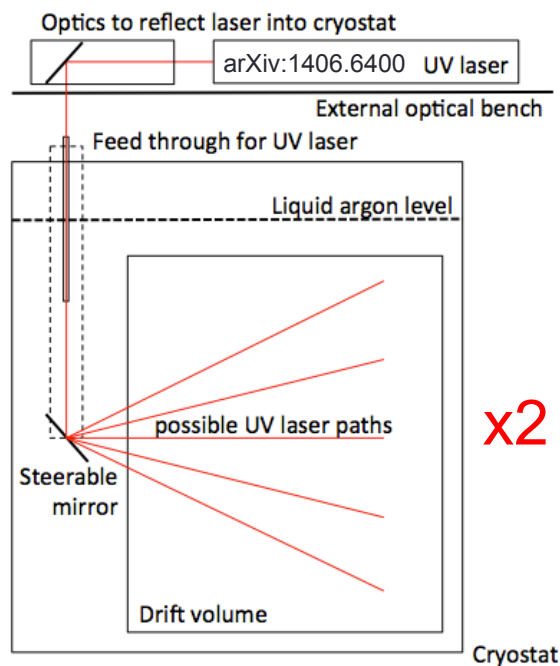 Optics to reflect laser into cryostat
arXiv:1406.6400 UV laser
External optical bench
Feed through for UV laser
Liquid argon level
possible UV laser paths
x2
Steerable
mirror
Drift volume
Cryostat